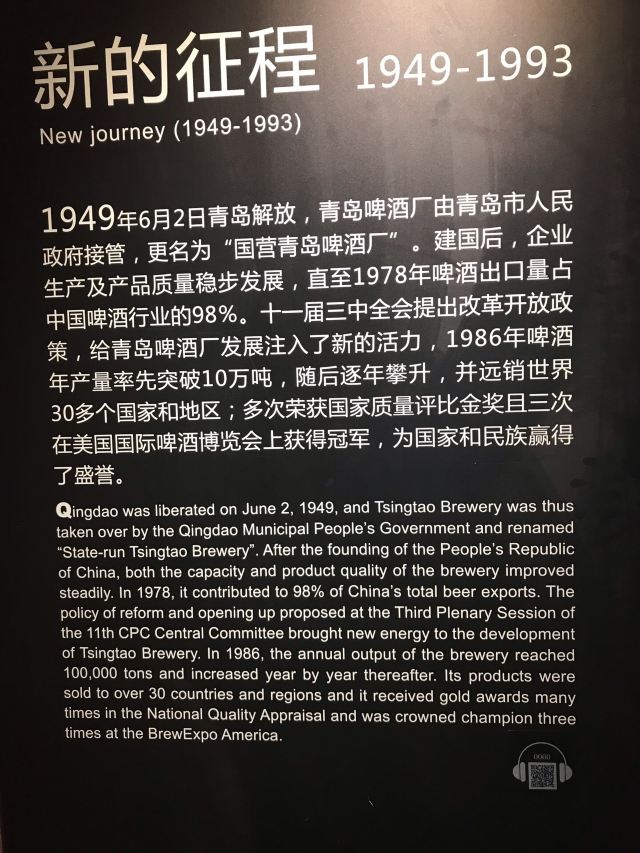 新的征程 1949-1993
New journey (1949-1993)
1949年6月2日青岛解放，青岛啤酒厂由青岛市人民
政府接管，更名为“国营青岛啤酒厂”。建国后，企业
生产及产品质量稳步发展，直至1978年啤酒出口量占
中国啤酒行业的98%。十一届三中全会提出改革开放政
策，给青岛啤酒厂发展注入了新的活力，1986年啤酒
年产量率先突破10万吨，随后逐年攀升，并远销世界
30多个国家和地区；多次荣获国家质量评比金奖且三次
在美国国际啤酒博览会上获得冠军，为国家和民族赢得
了盛誉。
Qingdao was liberated on June 2, 1949, and Tsingtao Brewery was thus
taken over by the Qingdao Municipal People's Government and renamed
“State-run Tsingtao Brewery”. After the founding of the People's Republic
of China, both the capacity and product quality of the brewery improved
steadily. In 1978, it contributed to 98% of China's total beer exports. The
policy of reform and opening up proposed at the Third Plenary Session of
the 11th CPC Central Committee brought new energy to the development
of Tsingtao Brewery. In 1986, the annual output of the brewery reached
100,000 tons and increased year by year thereafter. Its products were
sold to over 30 countries and regions and it received gold awards many
times in the National Quality Appraisal and was crowned champion three
times at the BrewExpo America.